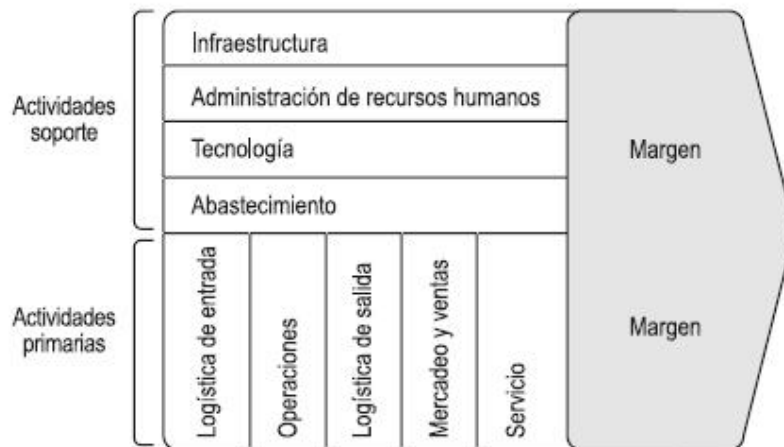 Actividades
soporte
Infraestructura
Administración de recursos humanos
Tecnología
Abastecimiento
Margen
Actividades
primarias
Logística de entrada
Operaciones
Logística de salida
Mercadeo y ventas
Servicio
Margen